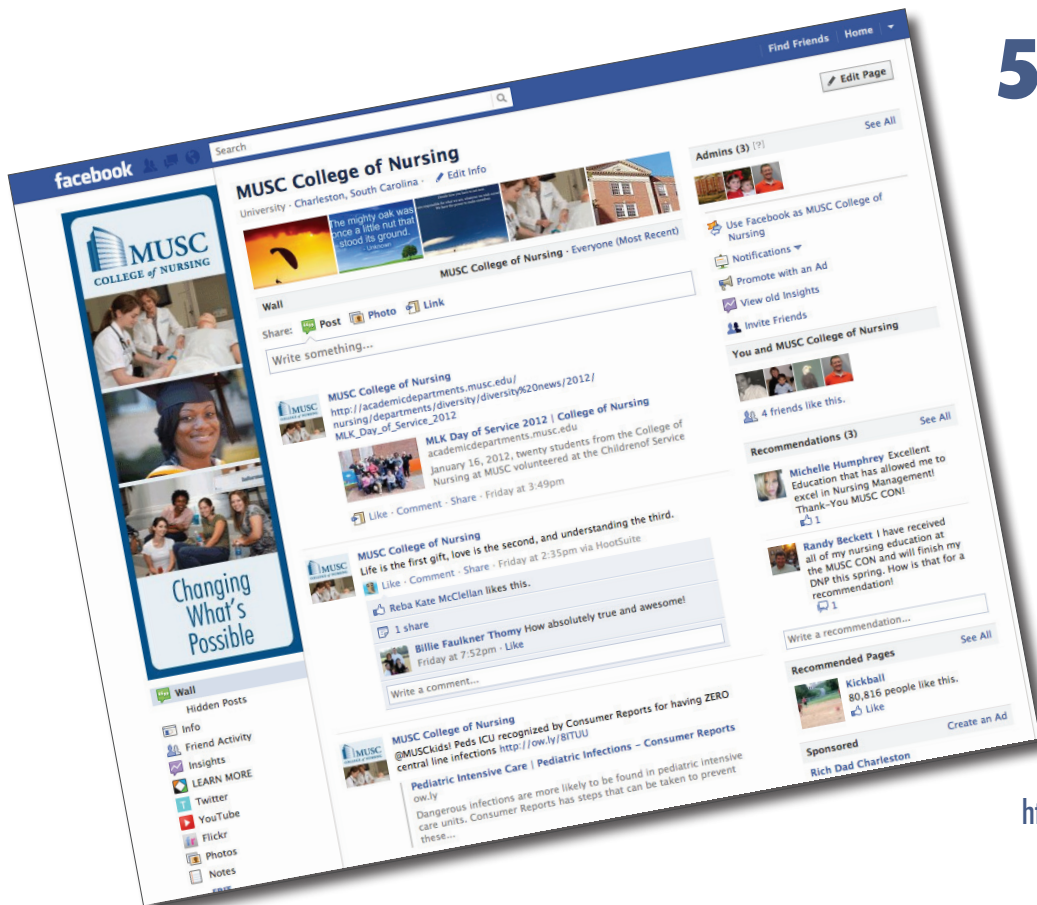 5
Find Friends Home
facebook
Search
Edit Page
MUSC
COLLEGE of NURSING
Changing
What's
Possible
Wall
Hidden Posts
Info
Friend Activity
Insights
LEARN MORE
Twitter
YouTube
Flickr
Photos
Notes
MUSC College of Nursing
University · Charleston, South Carolina · Edit Info
The mighty oak was
once a little nut that
stood its ground.
- Unknown
Wall MUSC College of Nursing · Everyone (Most Recent)
Share: Post Photo Link
Write something...
MUSC College of Nursing
http://academicdepartments.musc.edu/
nursing/departments/diversity/diversity%20news/2012/
MLK_Day_of_Service_2012
MLK Day of Service 2012 | College of Nursing
academicdepartments.musc.edu
January 16, 2012, twenty students from the College of
Nursing at MUSC volunteered at the Childrenof Service
Like · Comment · Share · Friday at 3:49pm
MUSC College of Nursing
Life is the first gift, love is the second, and understanding the third.
Like · Comment · Share · Friday at 2:35pm via HootSuite
Reba Kate McClellan likes this.
1 share
Billie Faulkner Thomy How absolutely true and awesome!
Friday at 7:52pm · Like
Write a comment...
MUSC College of Nursing
@MUSCkids! Peds ICU recognized by Consumer Reports for having ZERO
central line infections http://ow.ly/8ITUU
Pediatric Intensive Care | Pediatric Infections – Consumer Reports
ow.ly
Dangerous infections are more likely to be found in pediatric intensive
care units. Consumer Reports has steps that can be taken to prevent
these...
Admins (3) [?] See All
Use Facebook as MUSC College of
Nursing
Notifications
Promote with an Ad
View old Insights
Invite Friends
You and MUSC College of Nursing
4 friends like this.
Recommendations (3) See All
Michelle Humphrey Excellent
Education that has allowed me to
excel in Nursing Management!
Thank-You MUSC CON!
1
Randy Beckett I have received
all of my nursing education at
the MUSC CON and will finish my
DNP this spring. How is that for a
recommendation!
1
Write a recommendation...
Recommended Pages See All
Kickball
80,816 people like this.
Like
Sponsored Create an Ad
Rich Dad Charleston
ht